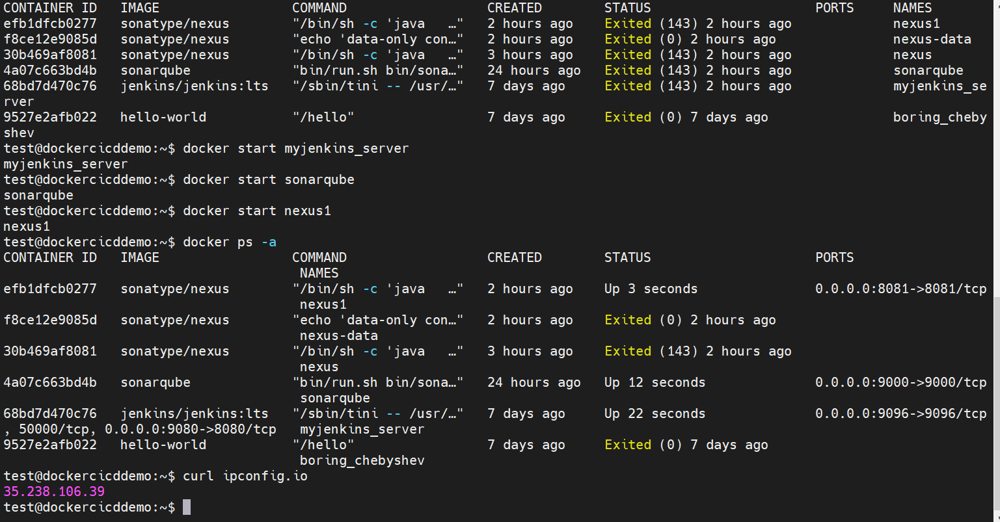 CONTAINER ID   IMAGE                 COMMAND                  CREATED         STATUS                     PORTS     NAMES
efb1dfcb0277   sonatype/nexus        "/bin/sh -c 'java   …"   2 hours ago     Exited (143) 2 hours ago             nexus1
f8ce12e9085d   sonatype/nexus        "echo 'data-only con…"   2 hours ago     Exited (0) 2 hours ago               nexus-data
30b469af8081   sonatype/nexus        "/bin/sh -c 'java   …"   3 hours ago     Exited (143) 2 hours ago             nexus
4a07c663bd4b   sonarqube             "bin/run.sh bin/sona…"   24 hours ago    Exited (143) 2 hours ago             sonarqube
68bd7d470c76   jenkins/jenkins:lts   "/sbin/tini -- /usr/…"   7 days ago      Exited (143) 2 hours ago             myjenkins_se
rver
9527e2afb022   hello-world           "/hello"                 7 days ago      Exited (0) 7 days ago                boring_cheby
shev
test@dockercicddemo:~$ docker start myjenkins_server
myjenkins_server
test@dockercicddemo:~$ docker start sonarqube
sonarqube
test@dockercicddemo:~$ docker start nexus1
nexus1
test@dockercicddemo:~$ docker ps -a
CONTAINER ID   IMAGE                 COMMAND                  CREATED         STATUS                     PORTS
NAMES
efb1dfcb0277   sonatype/nexus        "/bin/sh -c 'java   …"   2 hours ago     Up 3 seconds               0.0.0.0:8081->8081/tcp
nexus1
f8ce12e9085d   sonatype/nexus        "echo 'data-only con…"   2 hours ago     Exited (0) 2 hours ago
nexus-data
30b469af8081   sonatype/nexus        "/bin/sh -c 'java   …"   3 hours ago     Exited (143) 2 hours ago
nexus
4a07c663bd4b   sonarqube             "bin/run.sh bin/sona…"   24 hours ago    Up 12 seconds              0.0.0.0:9000->9000/tcp
sonarqube
68bd7d470c76   jenkins/jenkins:lts   "/sbin/tini -- /usr/…"   7 days ago      Up 22 seconds              0.0.0.0:9096->9096/tcp
, 50000/tcp, 0.0.0.0:9080->8080/tcp   myjenkins_server
9527e2afb022   hello-world           "/hello"                 7 days ago      Exited (0) 7 days ago
boring_chebyshev
test@dockercicddemo:~$ curl ipconfig.io
35.238.106.39
test@dockercicddemo:~$